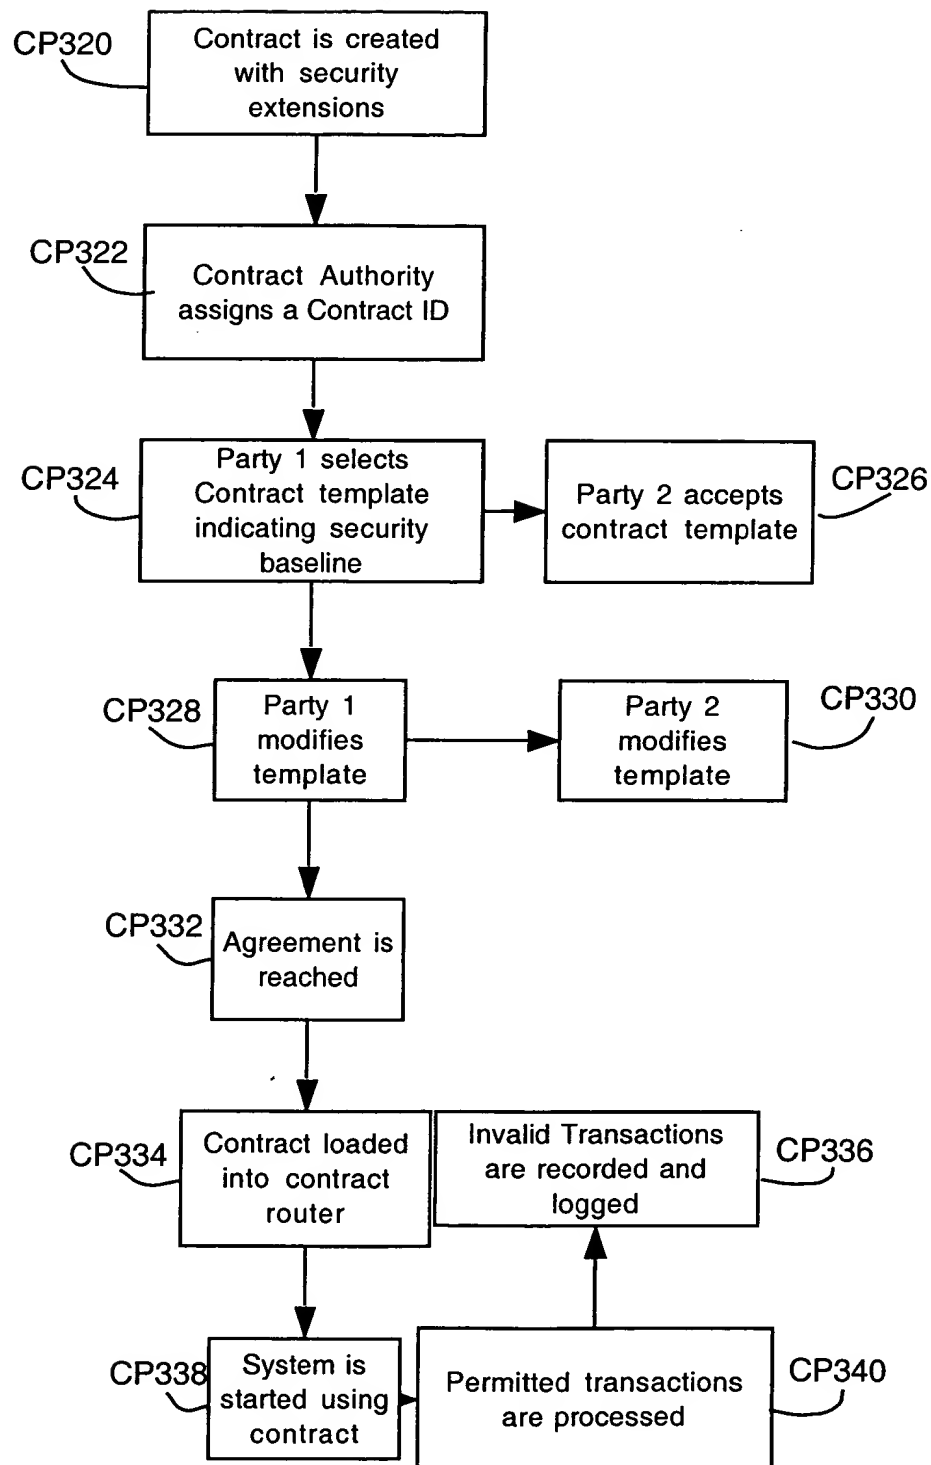 CP320
Contract is created
with security
extensions
CP322
Contract Authority
assigns a Contract ID
CP324
Party 1 selects
Contract template
indicating security
baseline
Party 2 accepts
contract template
CP326
CP328
Party 1
modifies
template
Party 2
modifies
template
CP330
CP332
Agreement is
reached
CP334
Contract loaded
into contract
router
Invalid Transactions
are recorded and
logged
CP336
CP338
System is
started using
contract
Permitted transactions
are processed
CP340